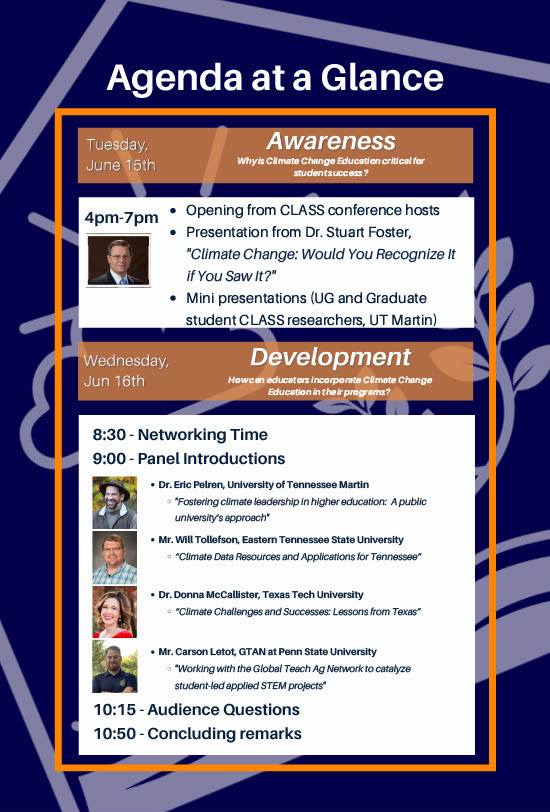 Agenda at a Glance
Tuesday,
June 15th
Awareness
Why is Climate Change Education critical for
student success?
4pm-7pm
• Opening from CLASS conference hosts
• Presentation from Dr. Stuart Foster,
"Climate Change: Would You Recognize It
if You Saw It?"
• Mini presentations (UG and Graduate
student CLASS researchers, UT Martin)
Wednesday,
Jun 16th
Development
How can educators incorporate Climate Change
Education in their programs?
8:30 - Networking Time
9:00 - Panel Introductions
• Dr. Eric Pelren, University of Tennessee Martin
◦ "Fostering climate leadership in higher education: A public
university's approach"
• Mr. Will Tollefson, Eastern Tennessee State University
◦ “Climate Data Resources and Applications for Tennessee”
• Dr. Donna McCallister, Texas Tech University
◦ “Climate Challenges and Successes: Lessons from Texas”
• Mr. Carson Letot, GTAN at Penn State University
◦ "Working with the Global Teach Ag Network to catalyze
student-led applied STEM projects"
10:15 - Audience Questions
10:50 - Concluding remarks